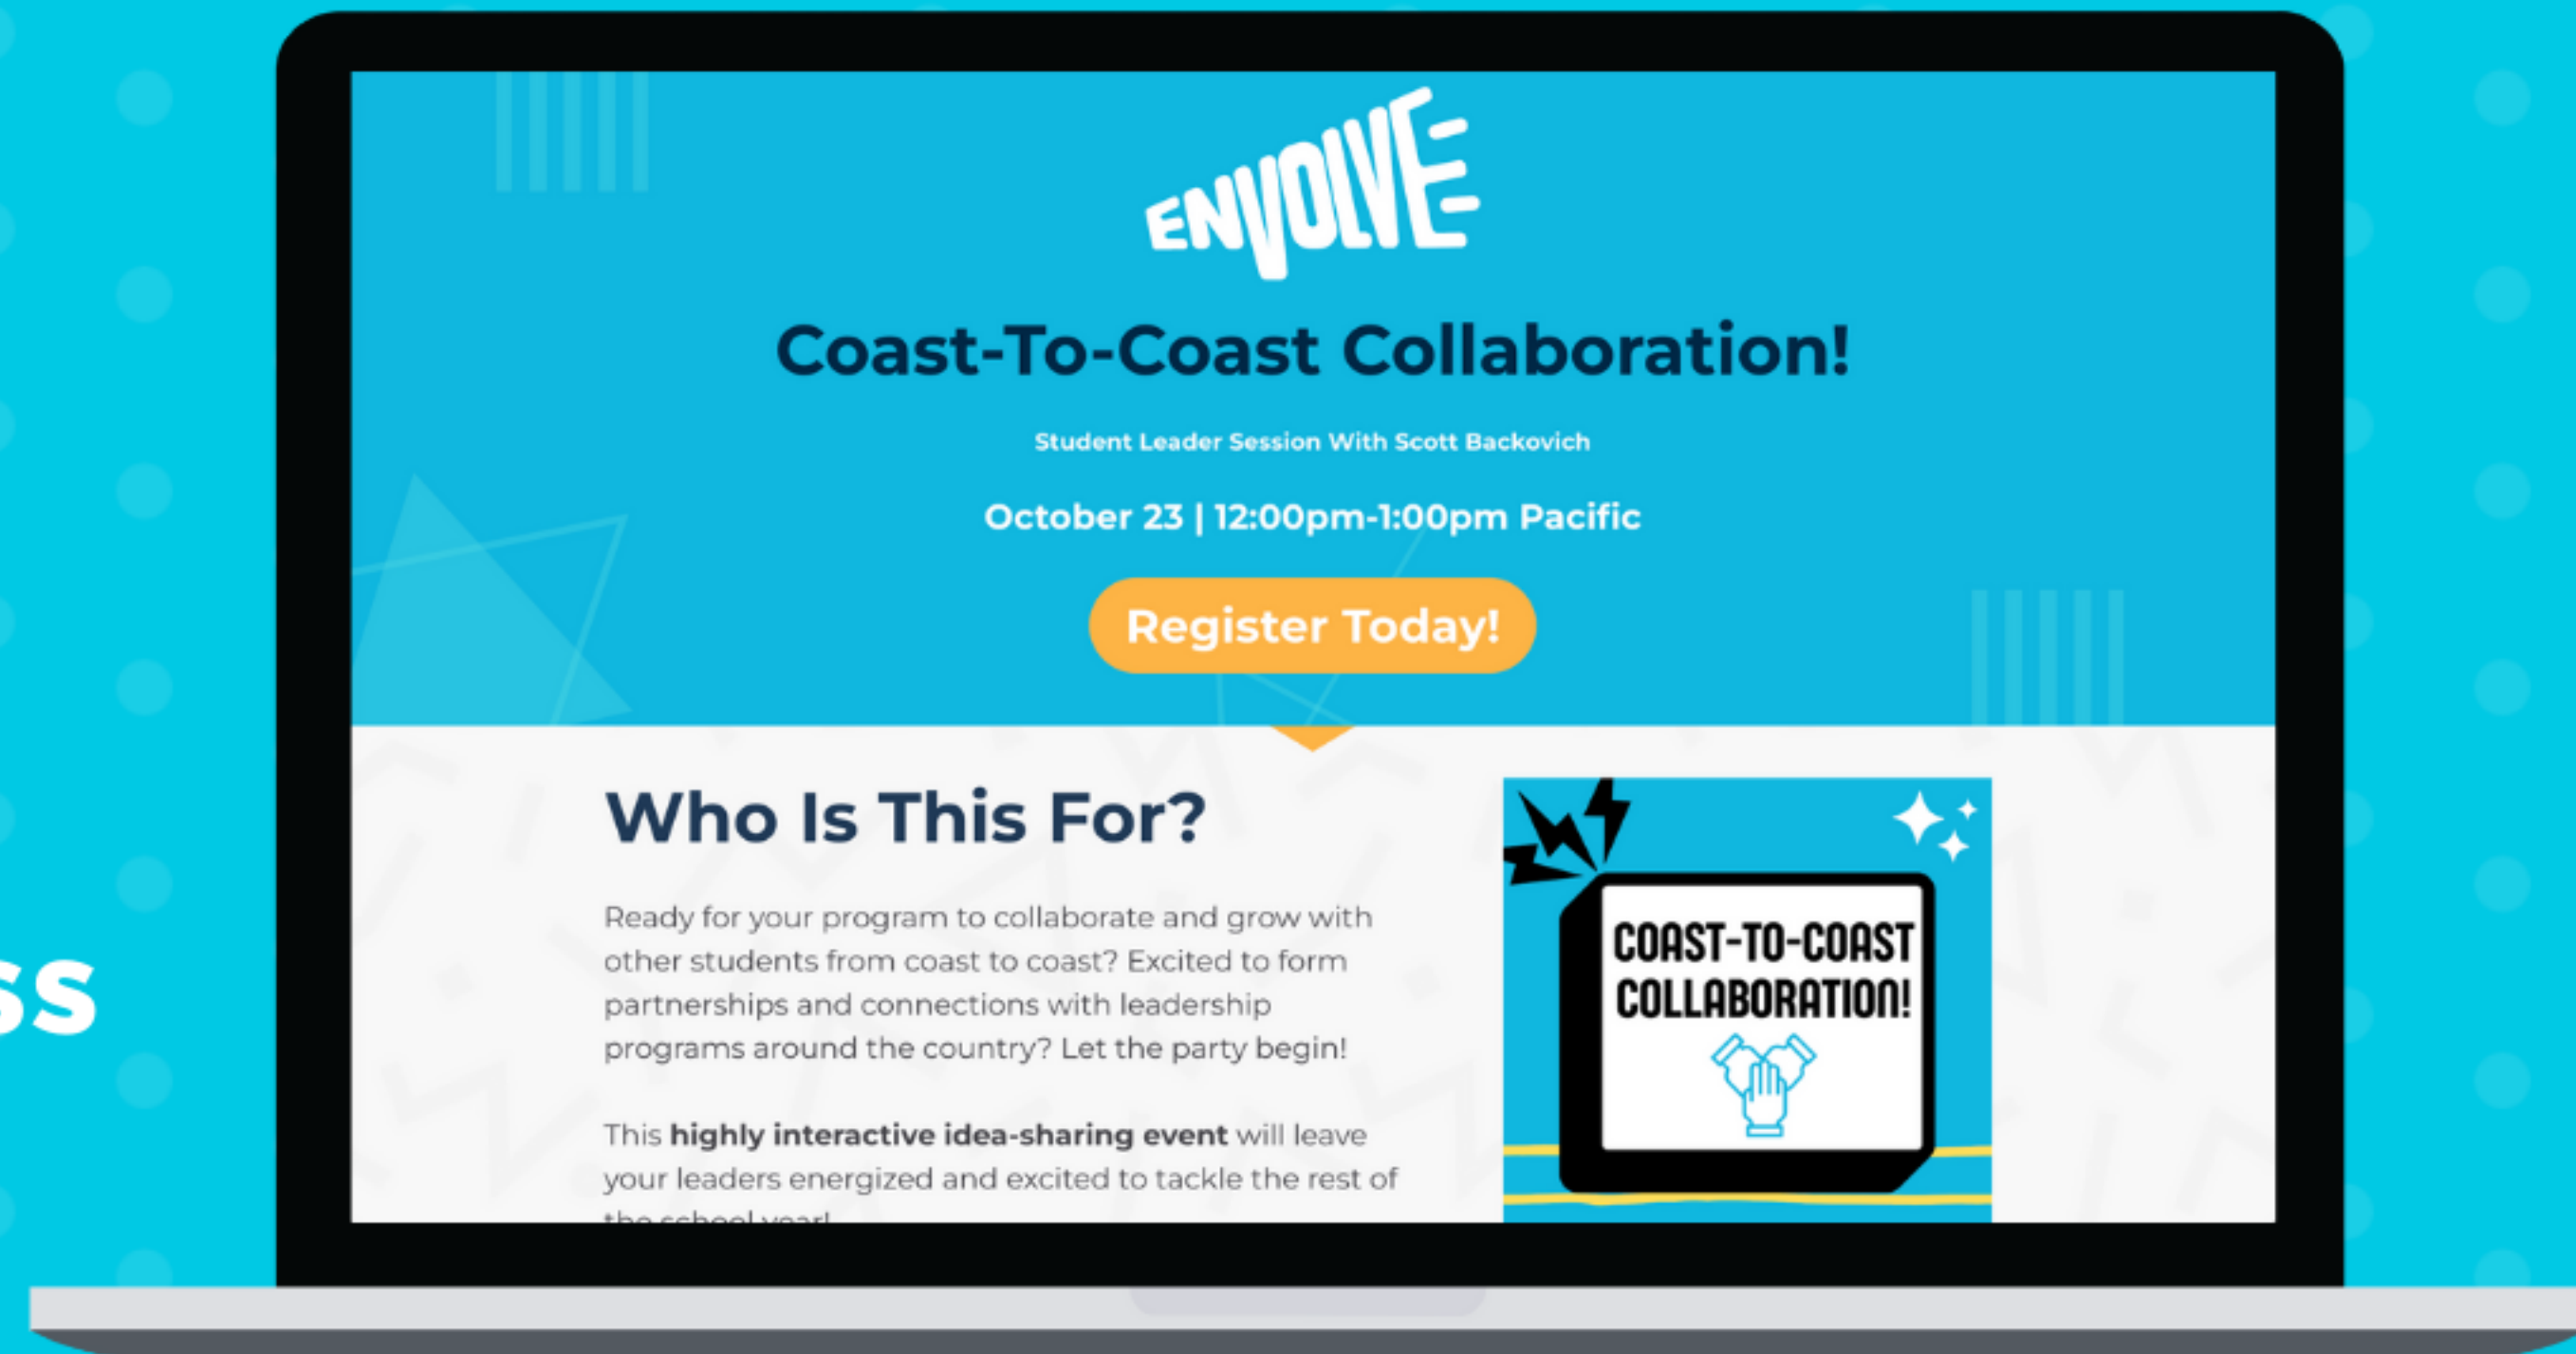 ENVOLVE
Coast-To-Coast Collaboration!
Student Leader Session With Scott Backovich
October 23 | 12:00pm-1:00pm Pacific
Register Today!
Who Is This For?
Ready for your program to collaborate and grow with
other students from coast to coast? Excited to form
partnerships and connections with leadership
programs around the country? Let the party begin!
This highly interactive idea-sharing event will leave
your leaders energized and excited to tackle the rest of
the school year!
COAST-TO-COAST
COLLABORATION!
ss